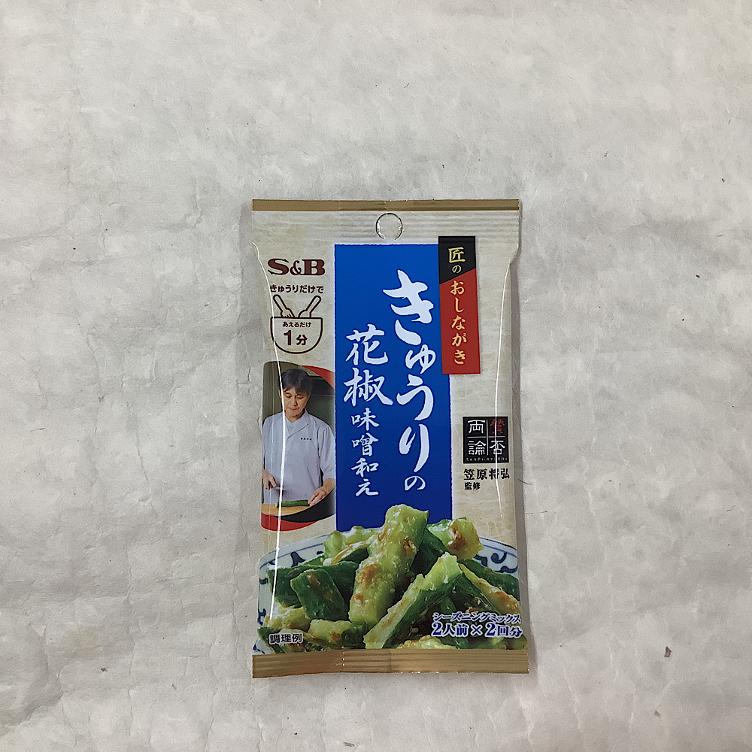 S&B
きゅうりだけで
あえるだけ
1分
匠のおしながき
きゅうりの
花椒味噌和え
賛否
両論
笠原将弘
監修
シーズニングミックス
2人前×2回分
調理例